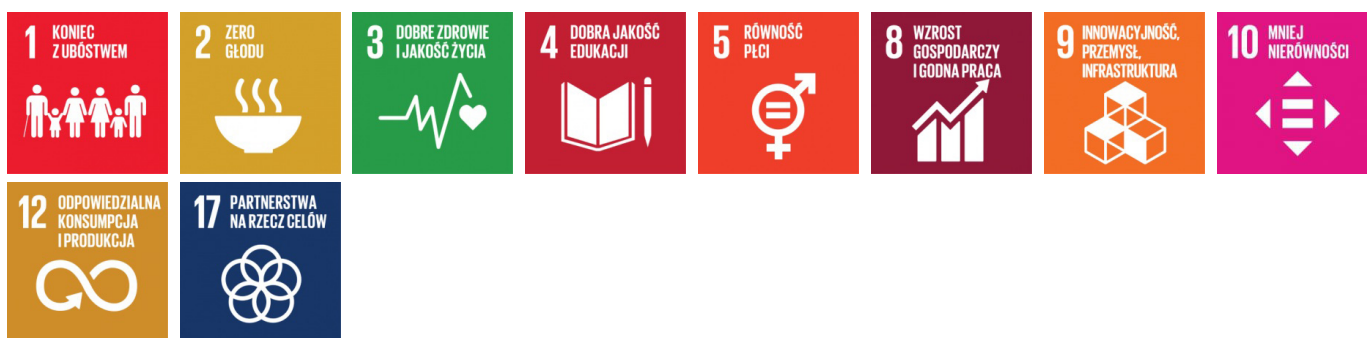 1 KONIEC
Z UBÓSTWEM
2 ZERO
GŁODU
3 DOBRE ZDROWIE
I JAKOŚĆ ŻYCIA
4 DOBRA JAKOŚĆ
EDUKACJI
5 RÓWNOŚĆ
PŁCI
8 WZROST
GOSPODARCZY
I GODNA PRACA
9 INNOWACYJNOŚĆ,
PRZEMYSŁ,
INFRASTRUKTURA
10 MNIEJ
NIERÓWNOŚCI
12 ODPOWIEDZIALNA
KONSUMPCJA
I PRODUKCJA
17 PARTNERSTWA
NA RZECZ CELÓW